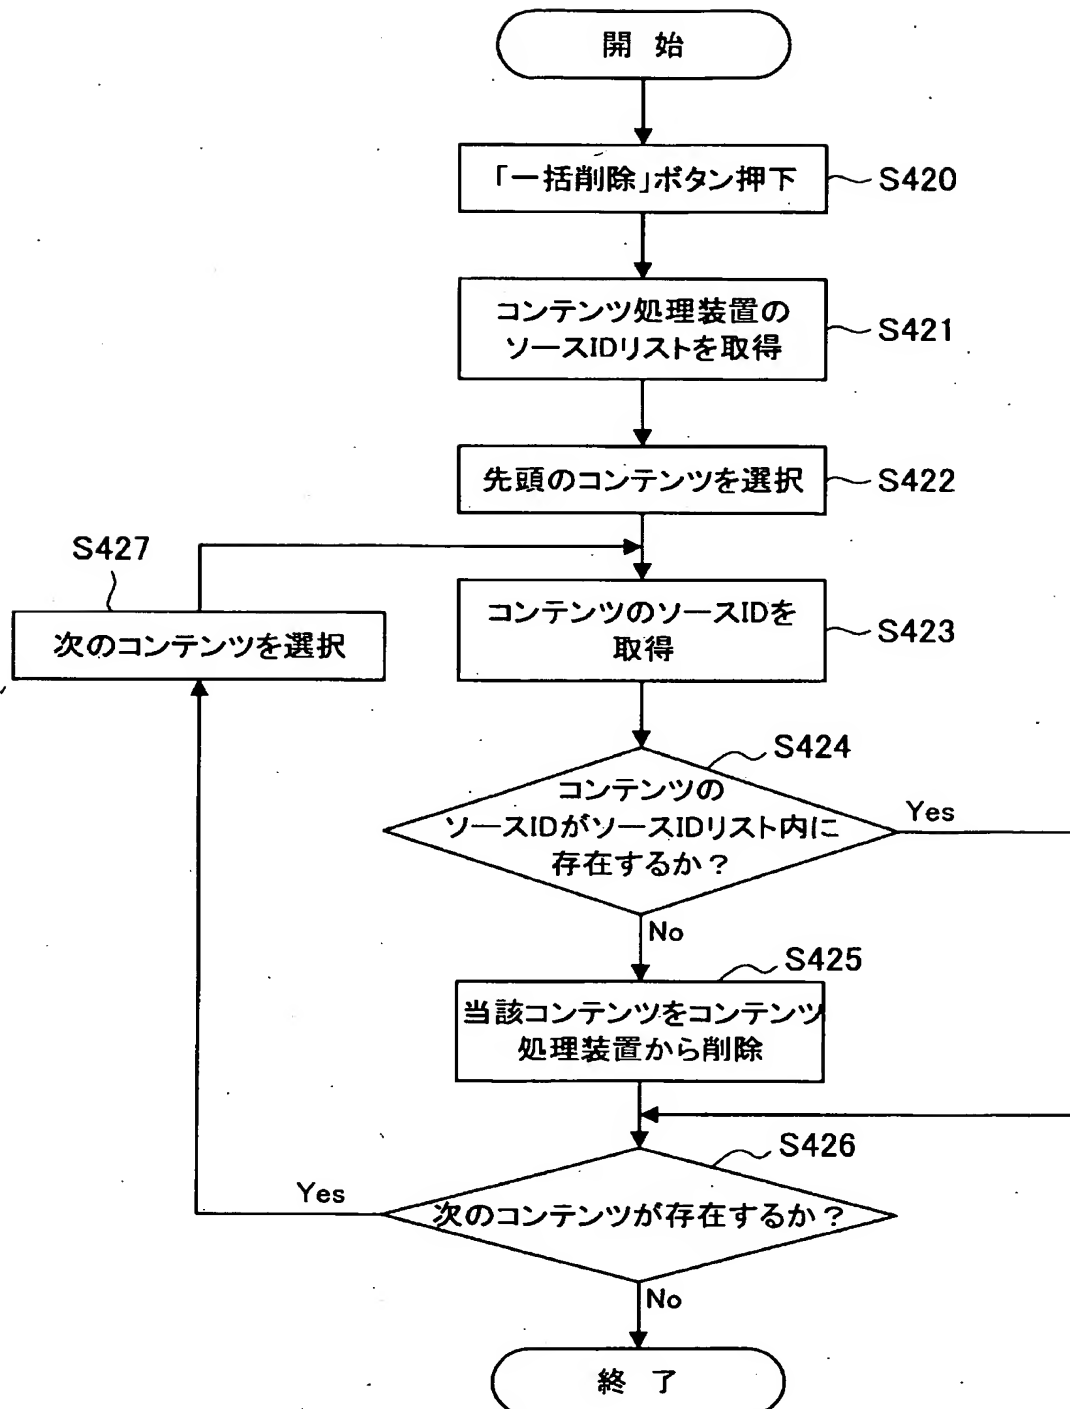 開始
「一括削除」ボタン押下
S420
コンテンツ処理装置の
ソースIDリストを取得
S421
先頭のコンテンツを選択
S422
S427
次のコンテンツを選択
コンテンツのソースIDを
取得
S423
S424
コンテンツの
ソースIDがソースIDリスト内に
存在するか？
Yes
No
S425
当該コンテンツをコンテンツ
処理装置から削除
S426
次のコンテンツが存在するか？
Yes
No
終了